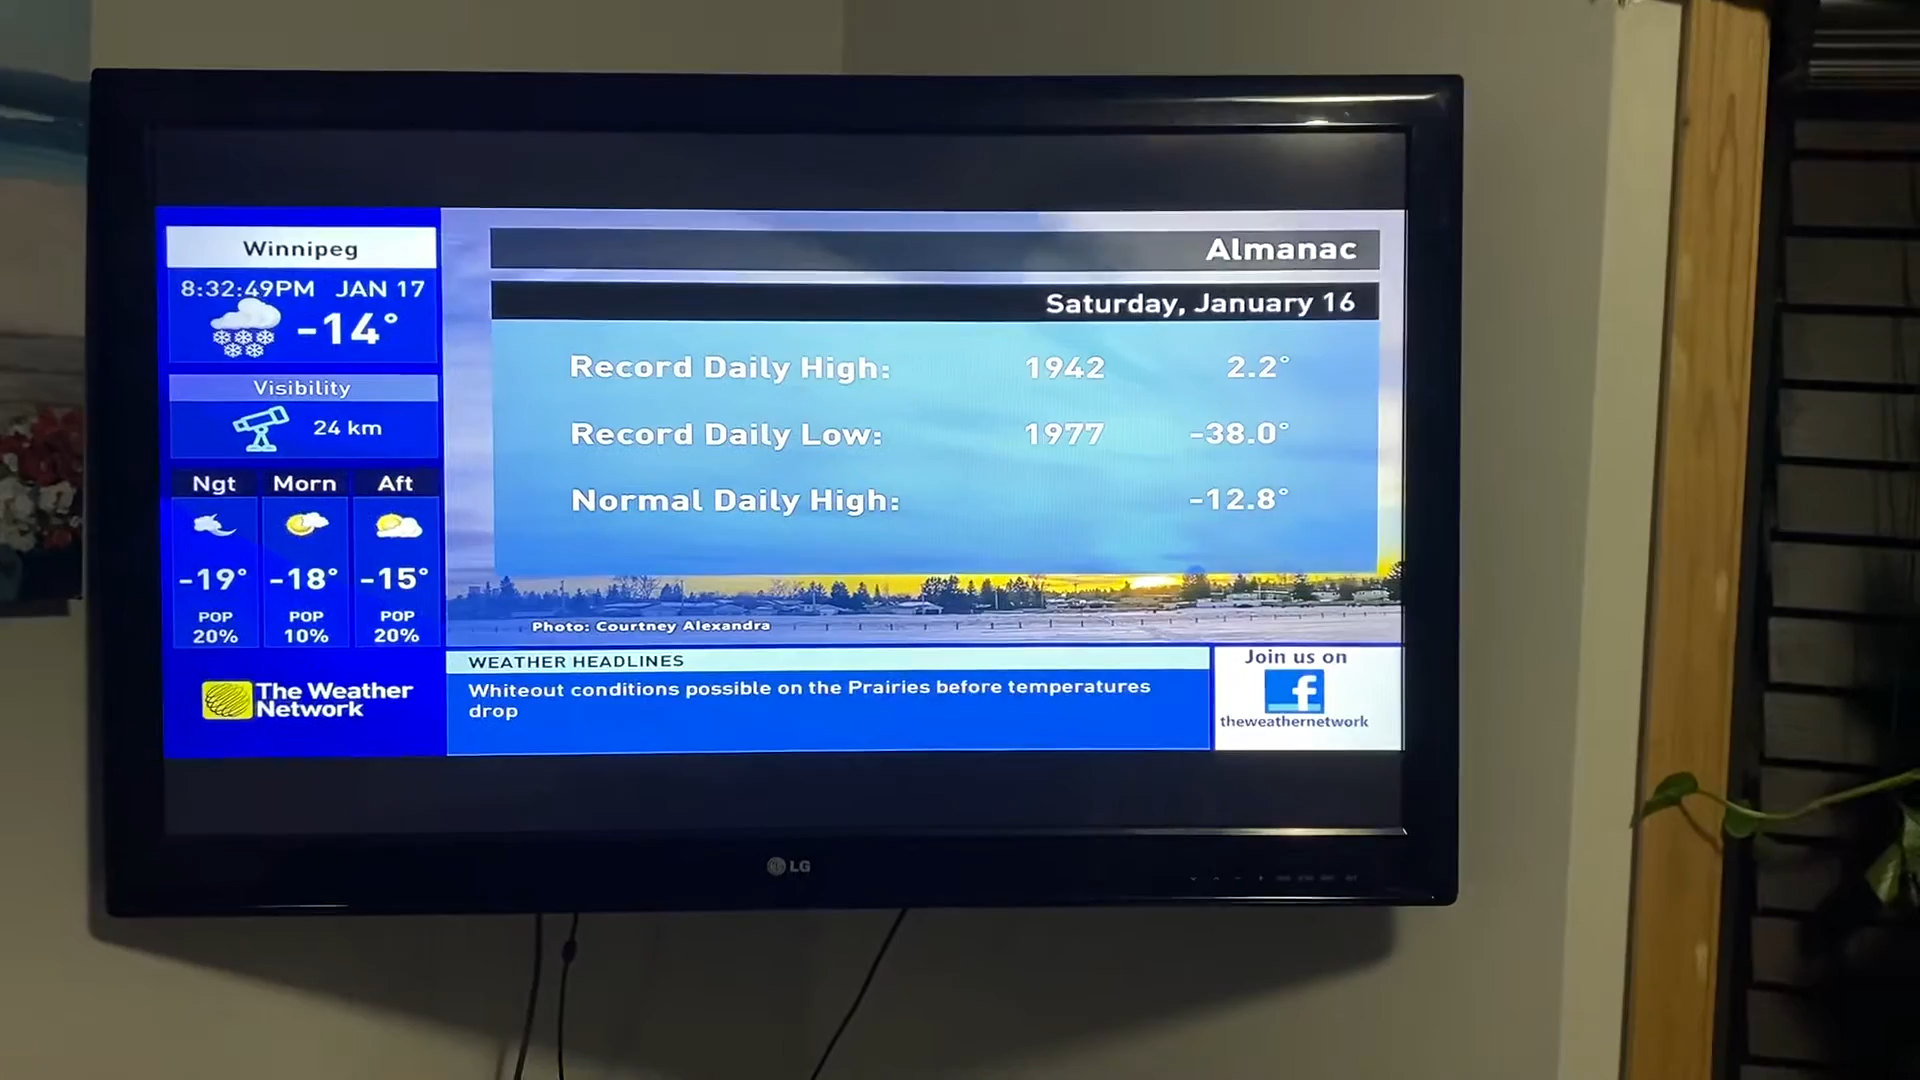 Winnipeg
8:32:49PM JAN 17
-14°
Visibility
24 km
Ngt Morn Aft
-19° -18° -15°
POP POP POP
20% 10% 20%
The Weather
Network
Almanac
Saturday, January 16
Record Daily High: 1942 2.2°
Record Daily Low: 1977 -38.0°
Normal Daily High: -12.8°
Photo: Courtney Alexandra
WEATHER HEADLINES
Whiteout conditions possible on the Prairies before temperatures
drop
Join us on
f
theweathernetwork
LG